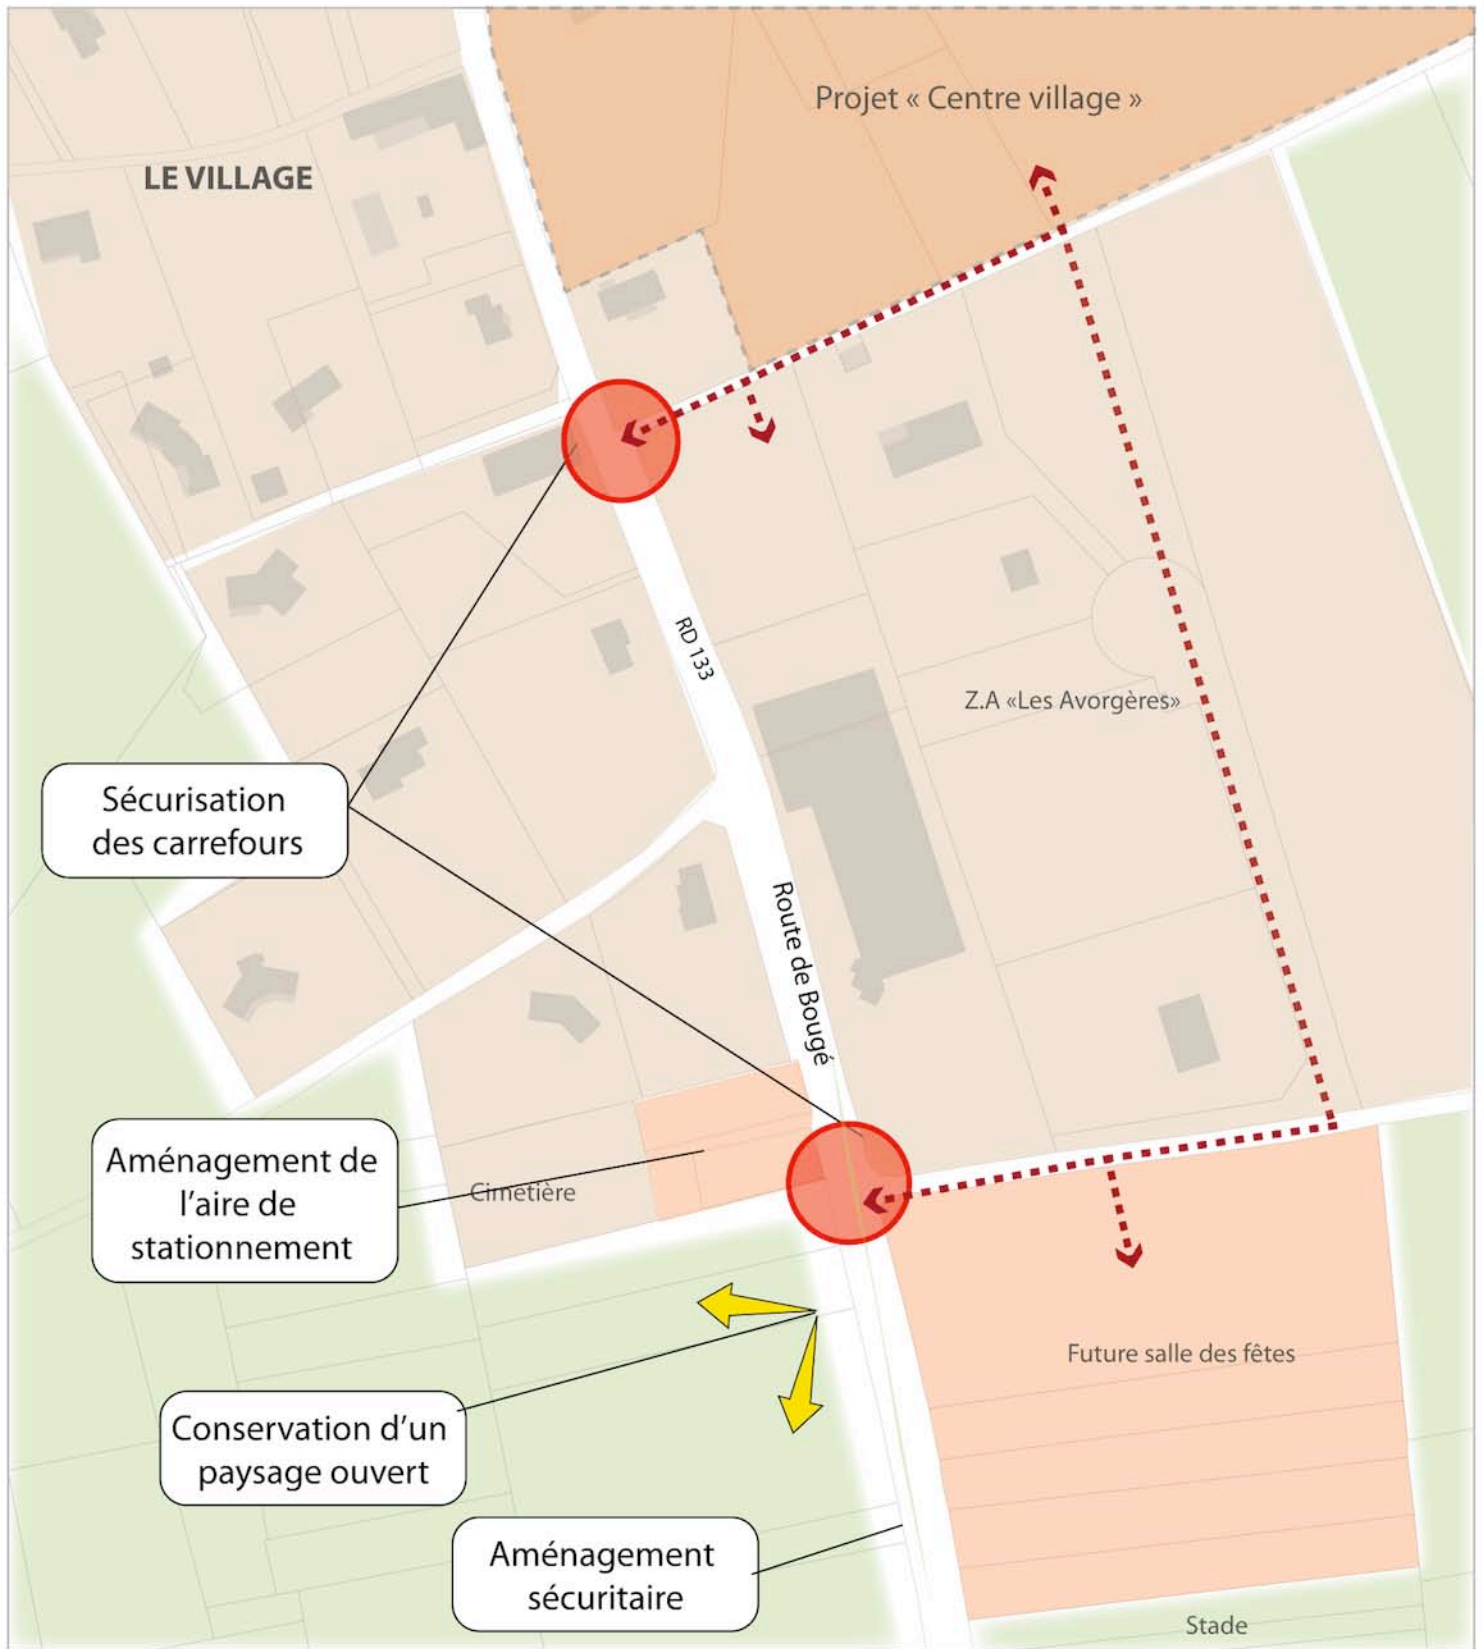 Projet « Centre village »
LE VILLAGE
RD 133
Z.A «Les Avorgères»
Sécurisation
des carrefours
Route de Bougé
Aménagement de
l'aire de
stationnement
Cimetière
Future salle des fêtes
Conservation d'un
paysage ouvert
Aménagement
sécuritaire
Stade